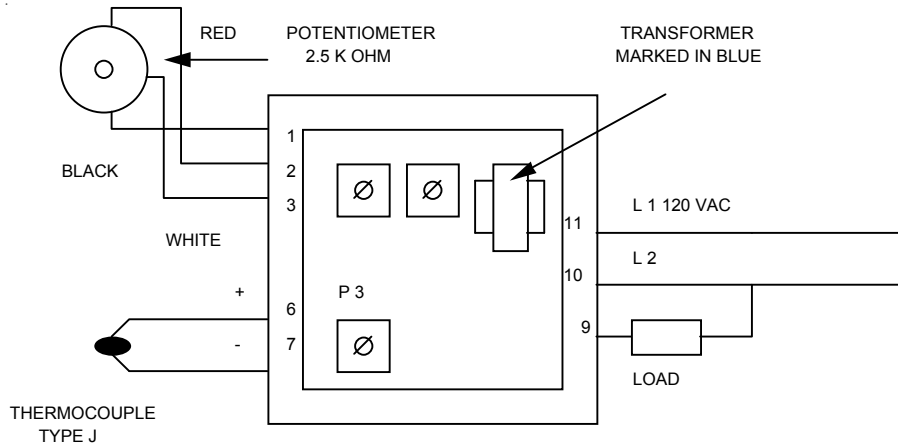 RED
POTENTIOMETER
2.5 K OHM
TRANSFORMER
MARKED IN BLUE
1
2
3
BLACK
WHITE
L 1 120 VAC
11
L 2
10
+
6
P 3
-
7
9
LOAD
THERMOCOUPLE
TYPE J